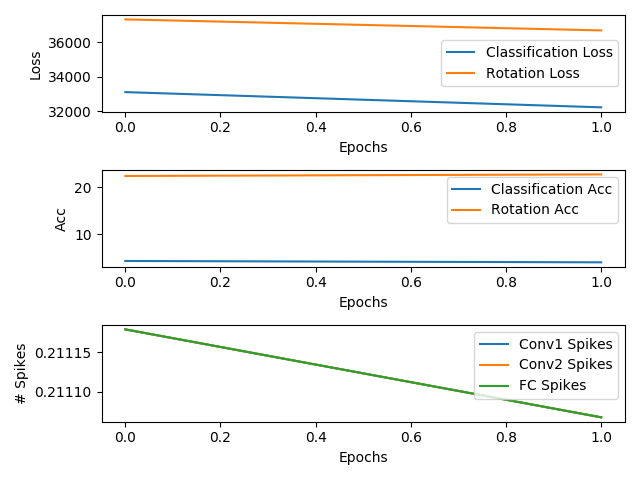 36000
34000
32000
Loss
Classification Loss
Rotation Loss
0.0 0.2 0.4 0.6 0.8 1.0
Epochs
20
10
Acc
Classification Acc
Rotation Acc
0.0 0.2 0.4 0.6 0.8 1.0
Epochs
0.21115
0.21110
# Spikes
Conv1 Spikes
Conv2 Spikes
FC Spikes
0.0 0.2 0.4 0.6 0.8 1.0
Epochs